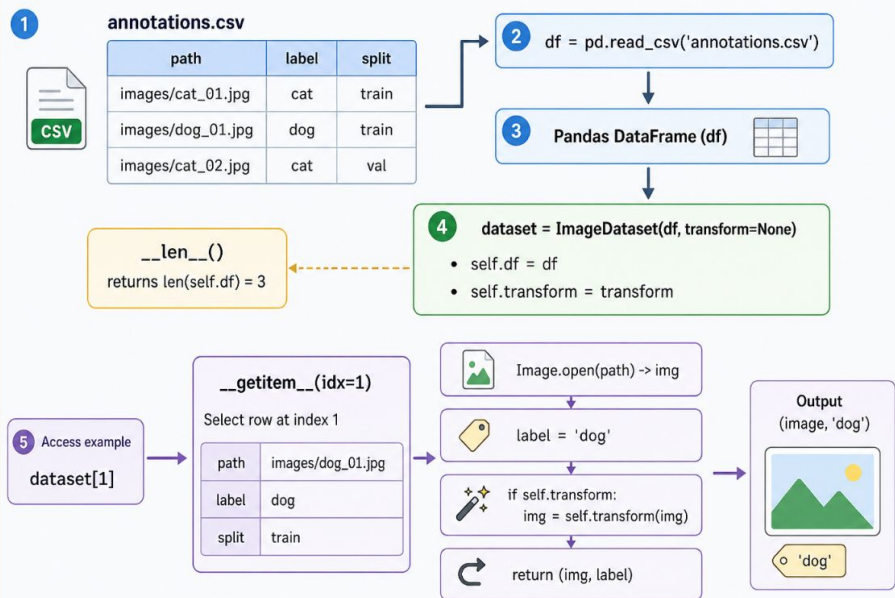 1
annotations.csv
path label split
images/cat_01.jpg cat train
images/dog_01.jpg dog train
images/cat_02.jpg cat val
CSV
2 df = pd.read_csv('annotations.csv')
3 Pandas DataFrame (df)
4 dataset = ImageDataset(df, transform=None)
• self.df = df
• self.transform = transform
__len__()
returns len(self.df) = 3
5 Access example
dataset[1]
__getitem__(idx=1)
Select row at index 1
path images/dog_01.jpg
label dog
split train
Image.open(path) -> img
label = 'dog'
if self.transform:
img = self.transform(img)
return (img, label)
Output
(image, 'dog')
'dog'